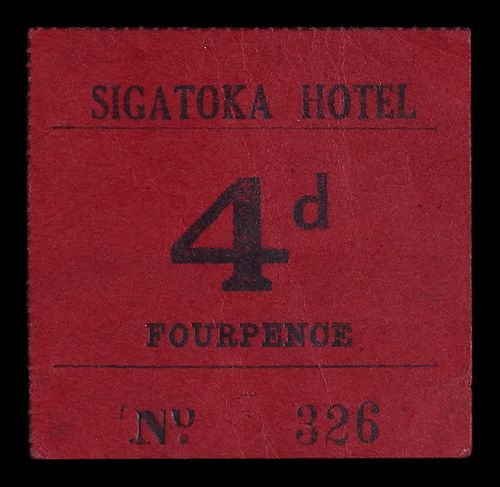 SIGATOKA HOTEL
4d
FOURPENCE
No 326